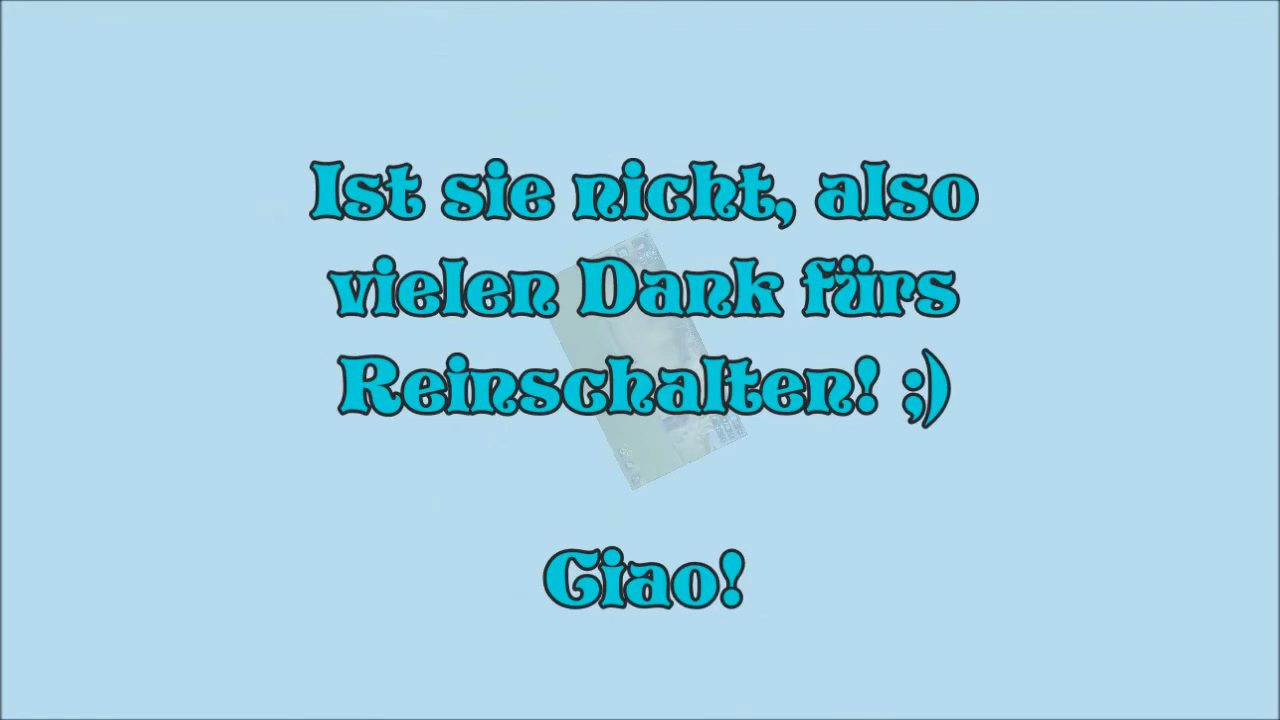 Ist sie nicht, also
vielen Dank fürs
Reinschalten! ;)
Ciao!